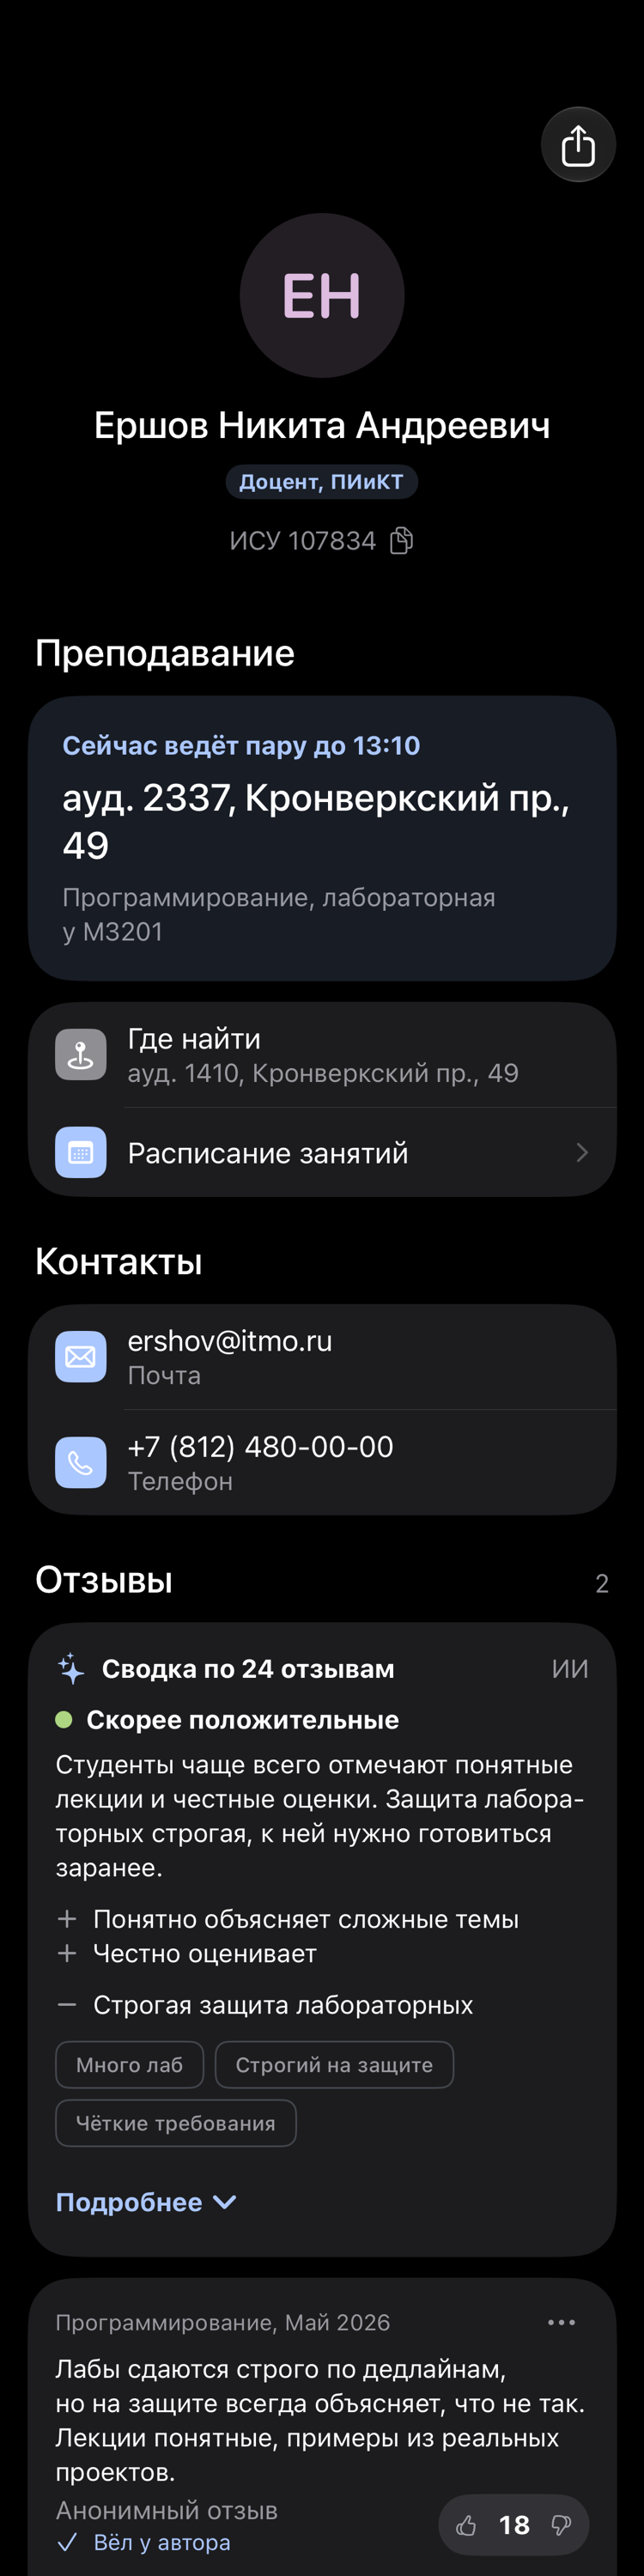 ЕН
Ершов Никита Андреевич
Доцент, ПИиКТ
ИСУ 107834
Преподавание
Сейчас ведёт пару до 13:10
ауд. 2337, Кронверкский пр.,
49
Программирование, лабораторная
у M3201
Где найти
ауд. 1410, Кронверкский пр., 49
Расписание занятий
Контакты
ershov@itmo.ru
Почта
+7 (812) 480-00-00
Телефон
Отзывы 2
Сводка по 24 отзывам ИИ
Скорее положительные
Студенты чаще всего отмечают понятные
лекции и честные оценки. Защита лабора-
торных строгая, к ней нужно готовиться
заранее.
+ Понятно объясняет сложные темы
+ Честно оценивает
− Строгая защита лабораторных
Много лаб Строгий на защите
Чёткие требования
Подробнее
Программирование, Май 2026
Лабы сдаются строго по дедлайнам,
но на защите всегда объясняет, что не так.
Лекции понятные, примеры из реальных
проектов.
Анонимный отзыв
Вёл у автора
18